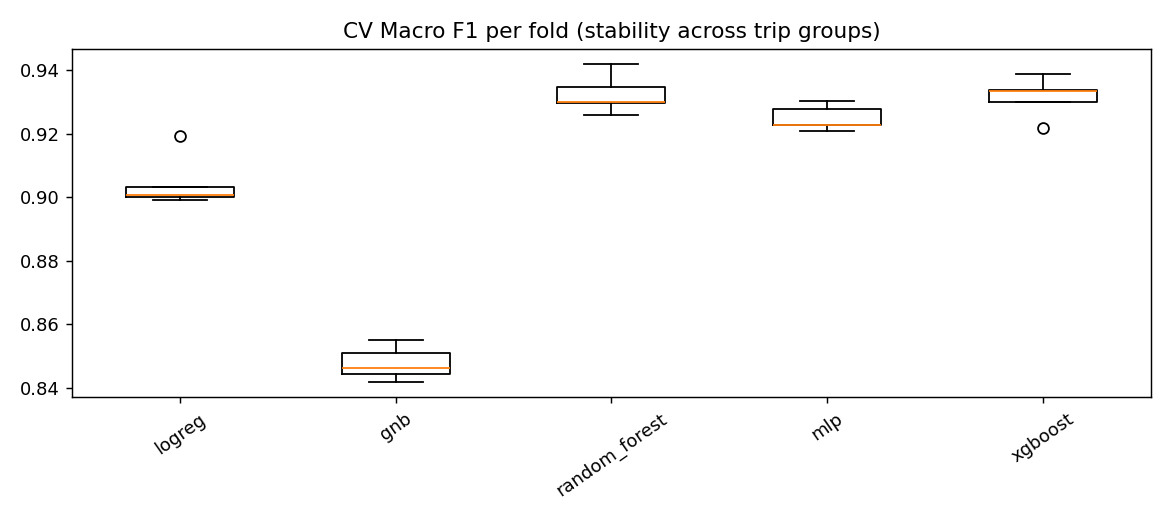 CV Macro F1 per fold (stability across trip groups)
0.94
0.92
0.90
0.88
0.86
0.84
logreg
gnb
random_forest
mlp
xgboost